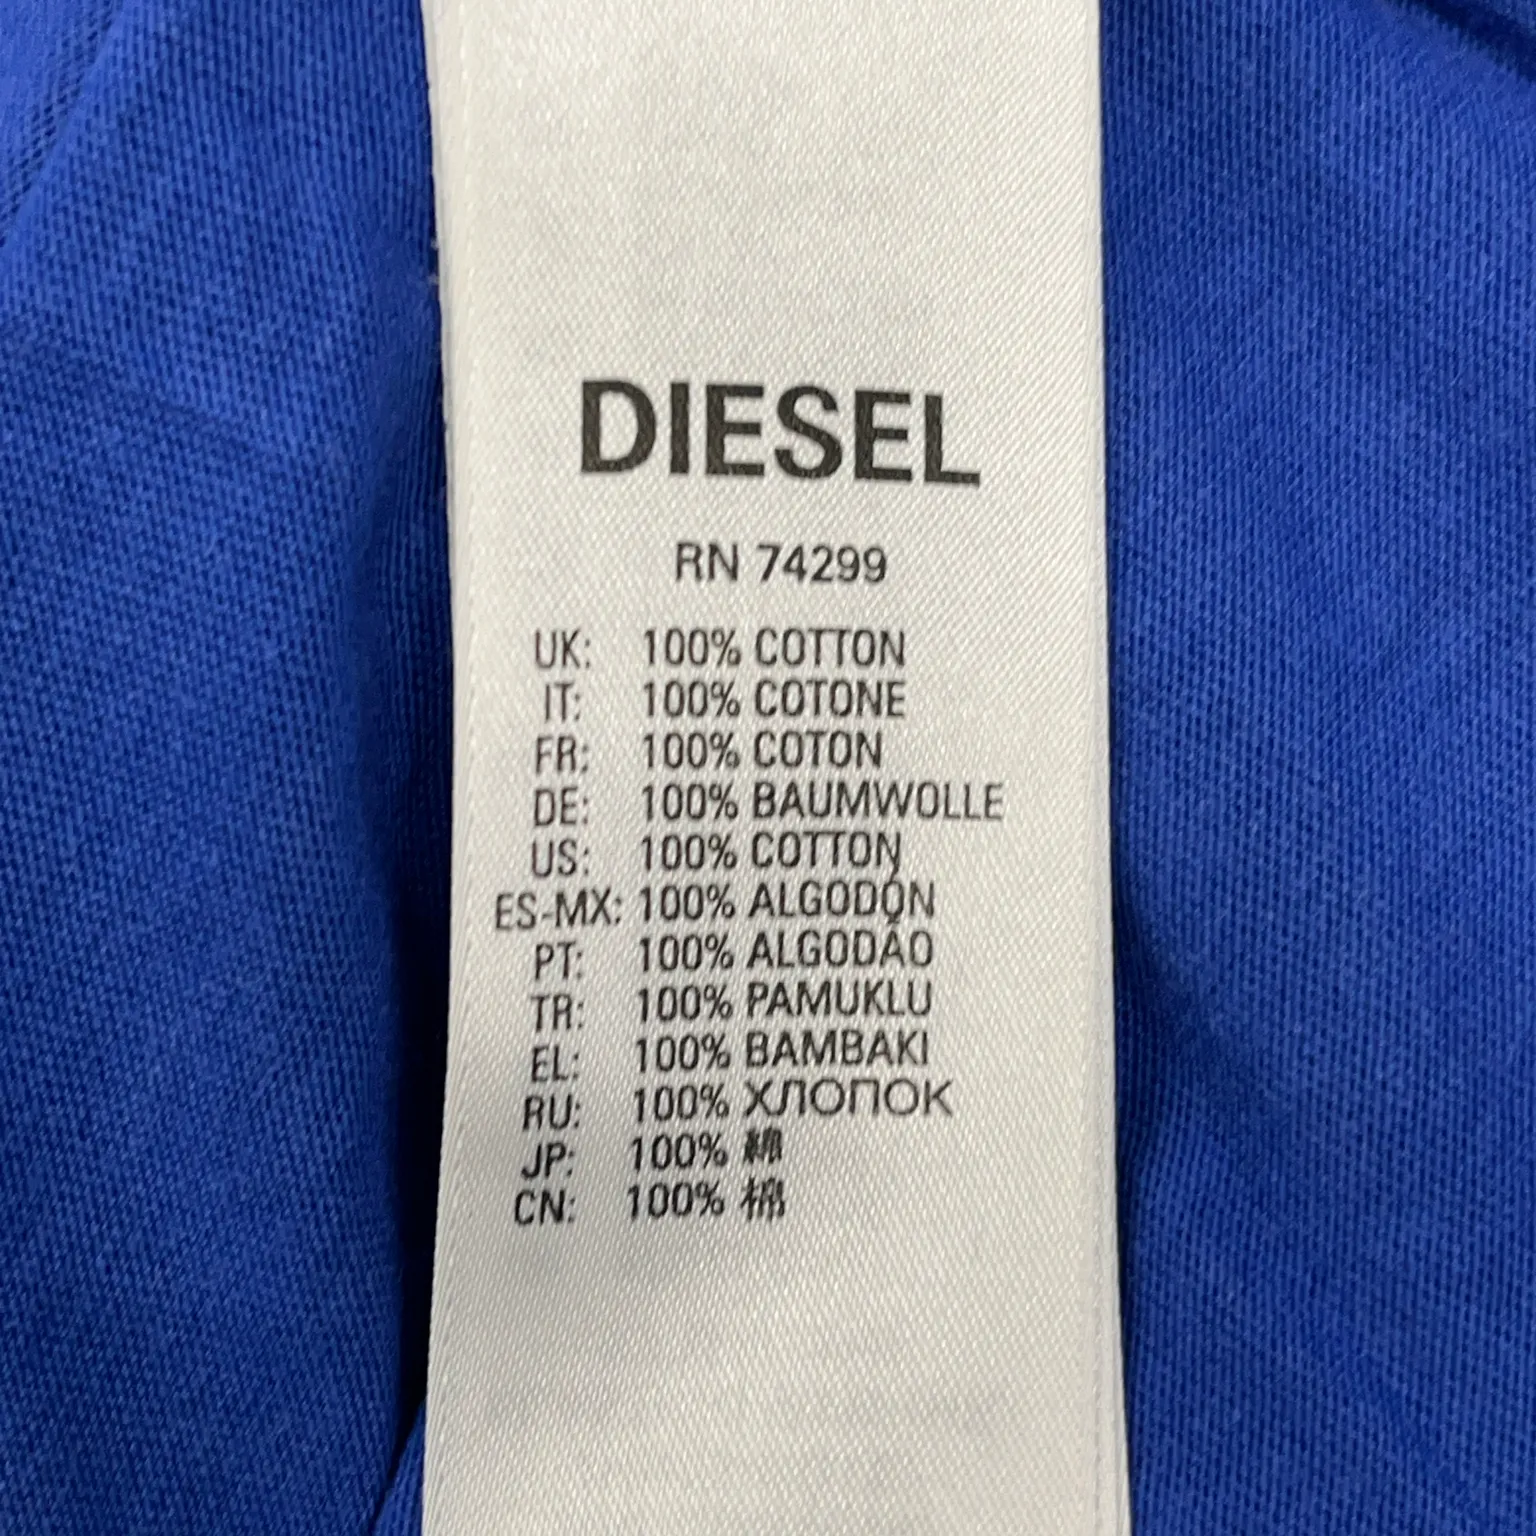 DIESEL
RN 74299
UK: 100% COTTON
IT: 100% COTONE
FR: 100% COTON
DE: 100% BAUMWOLLE
US: 100% COTTON
ES-MX: 100% ALGODÓN
PT: 100% ALGODÃO
TR: 100% PAMUKLU
EL: 100% BAMBAKI
RU: 100% ХЛОПОК
JP: 100% 綿
CN: 100% 棉